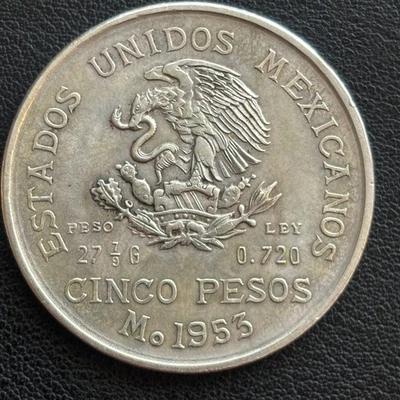 ESTADOS UNIDOS MEXICANOS
PESO LEY
27 7/9 G 0.720
CINCO PESOS
Mo 1953